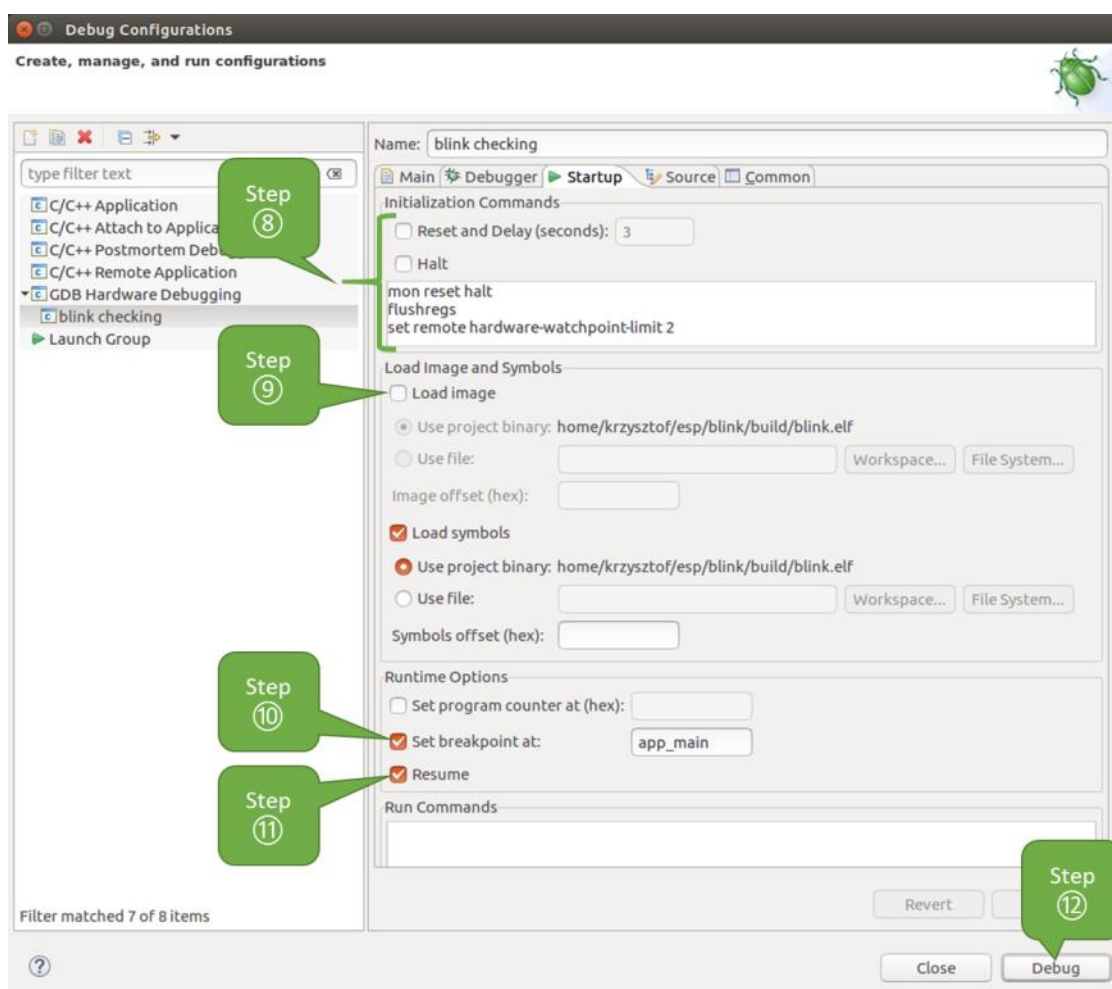 Debug Configurations
Create, manage, and run configurations
type filter text
C/C++ Application
C/C++ Attach to Applica
C/C++ Postmortem Debugg
C/C++ Remote Application
GDB Hardware Debugging
blink checking
Launch Group
Filter matched 7 of 8 items
Step
⑧
Step
⑨
Step
⑩
Step
⑪
Name: blink checking
Main Debugger Startup Source Common
Initialization Commands
Reset and Delay (seconds): 3
Halt
mon reset halt
flushregs
set remote hardware-watchpoint-limit 2
Load Image and Symbols
Load image
Use project binary: home/krzysztof/esp/blink/build/blink.elf
Use file: Workspace... File System...
Image offset (hex):
Load symbols
Use project binary: home/krzysztof/esp/blink/build/blink.elf
Use file: Workspace... File System...
Symbols offset (hex):
Runtime Options
Set program counter at (hex):
Set breakpoint at: app_main
Resume
Run Commands
Step
⑫
Revert
Close Debug